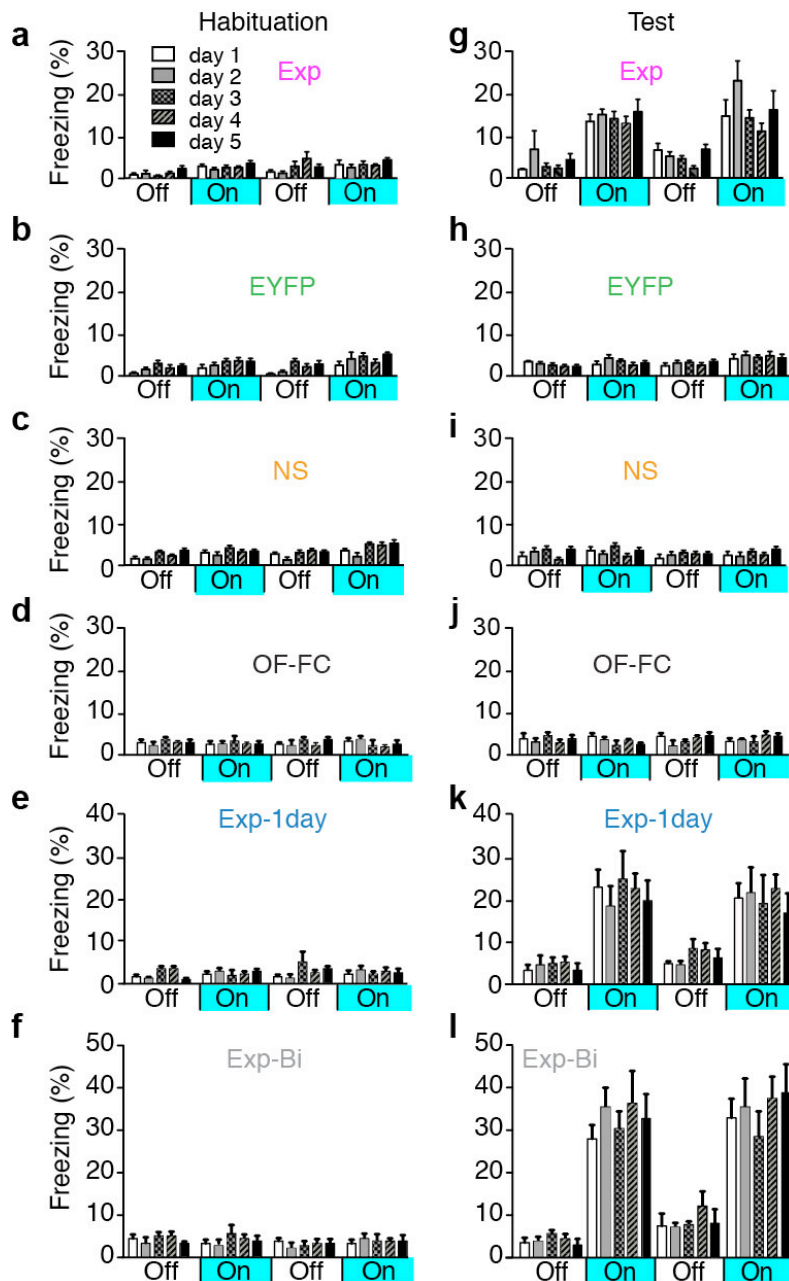 Habituation
Test
a
Freezing (%)
30
20
10
0
day 1
day 2
day 3
day 4
day 5
Exp
Off
On
Off
On
g
30
20
10
0
Exp
Off
On
Off
On
b
Freezing (%)
30
20
10
0
EYFP
Off
On
Off
On
h
30
20
10
0
EYFP
Off
On
Off
On
c
Freezing (%)
30
20
10
0
NS
Off
On
Off
On
i
30
20
10
0
NS
Off
On
Off
On
d
Freezing (%)
30
20
10
0
OF-FC
Off
On
Off
On
j
30
20
10
0
OF-FC
Off
On
Off
On
e
Freezing (%)
40
30
20
10
0
Exp-1day
Off
On
Off
On
k
40
30
20
10
0
Exp-1day
Off
On
Off
On
f
Freezing (%)
50
40
30
20
10
0
Exp-Bi
Off
On
Off
On
l
50
40
30
20
10
0
Exp-Bi
Off
On
Off
On